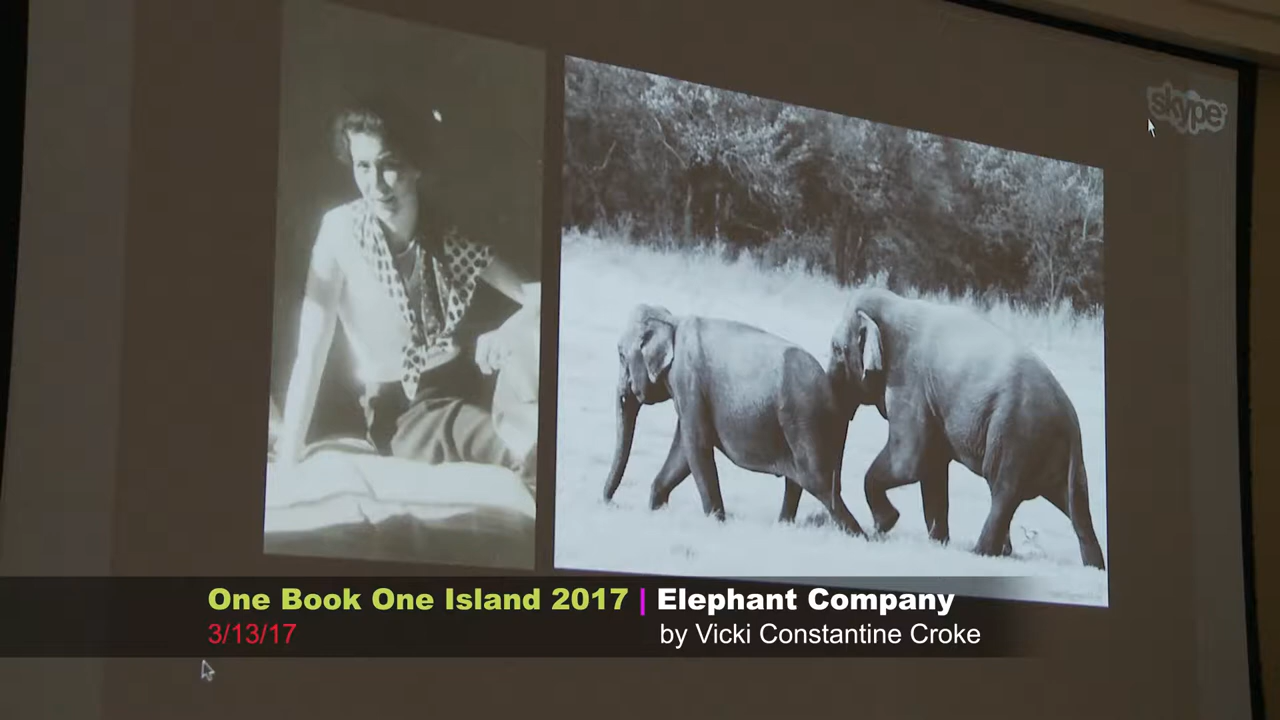 skype
One Book One Island 2017 | Elephant Company
3/13/17
by Vicki Constantine Croke